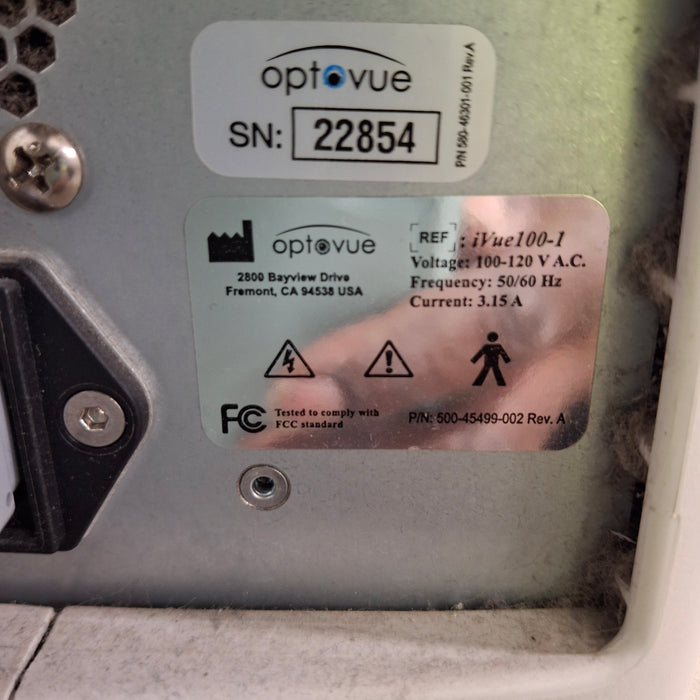 optovue
SN: 22854
P/N 580-46301-001 Rev.A
optovue
2800 Bayview Drive
Fremont, CA 94538 USA
REF : iVue100-1
Voltage: 100-120 V A.C.
Frequency: 50/60 Hz
Current: 3.15 A
FC Tested to comply with
FCC standard
P/N: 500-45499-002 Rev. A